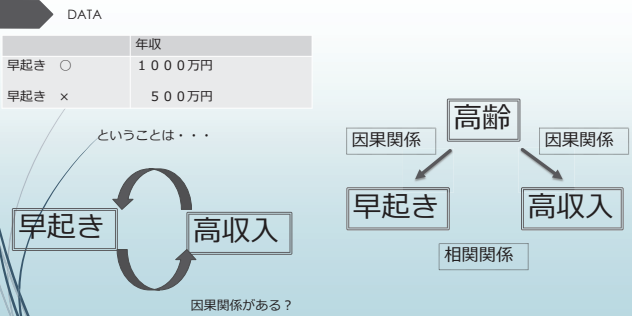 DATA
年収
早起き　○　１０００万円
早起き　×　５００万円
ということは・・・
早起き
高収入
因果関係がある？
高齢
因果関係
因果関係
早起き
高収入
相関関係